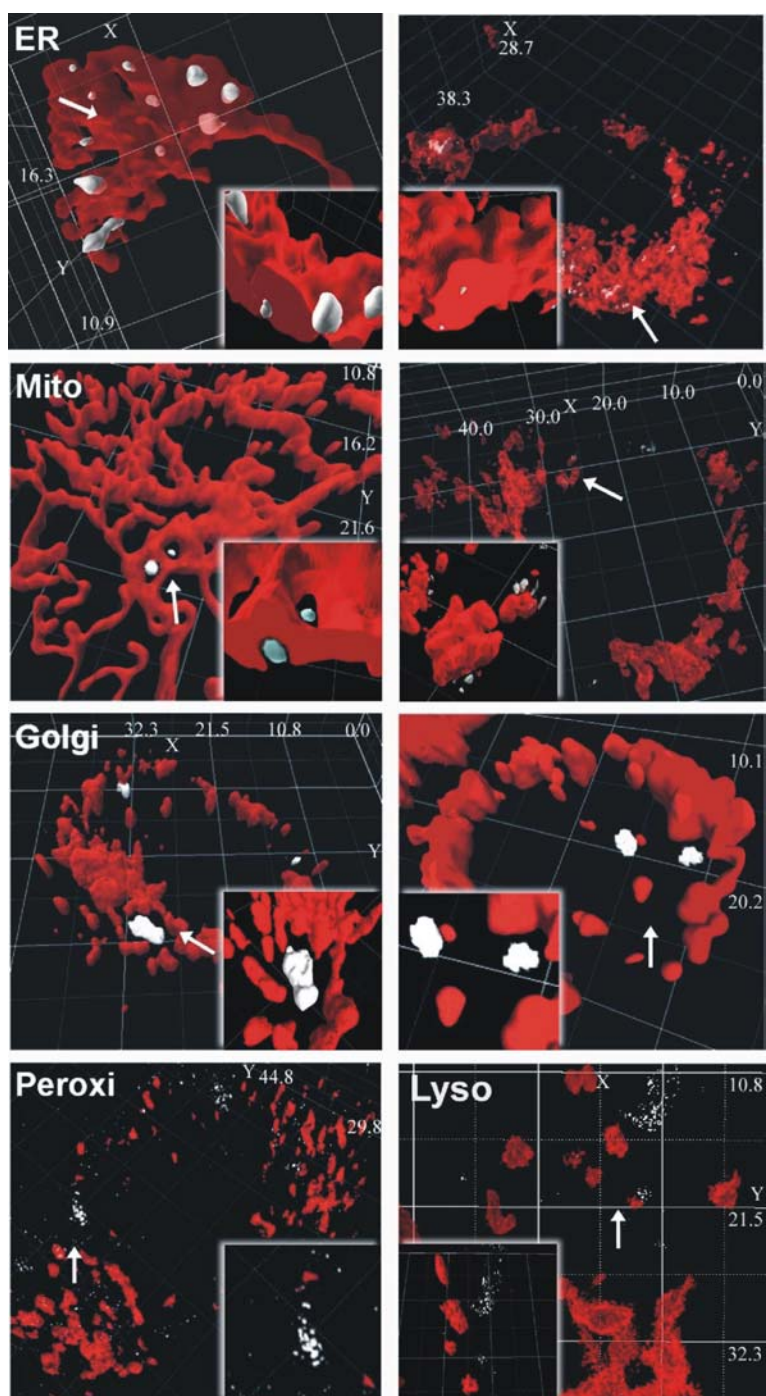 ER
X
16.3
Y
10.9
X
28.7
38.3
Mito
10.8
16.2
Y
21.6
0.0
10.0
20.0
X
30.0
40.0
Y
Golgi
32.3
21.5
10.8
0.0
X
Y
10.1
20.2
Peroxi
Y
44.8
29.8
Lyso
X
10.8
Y
21.5
32.3